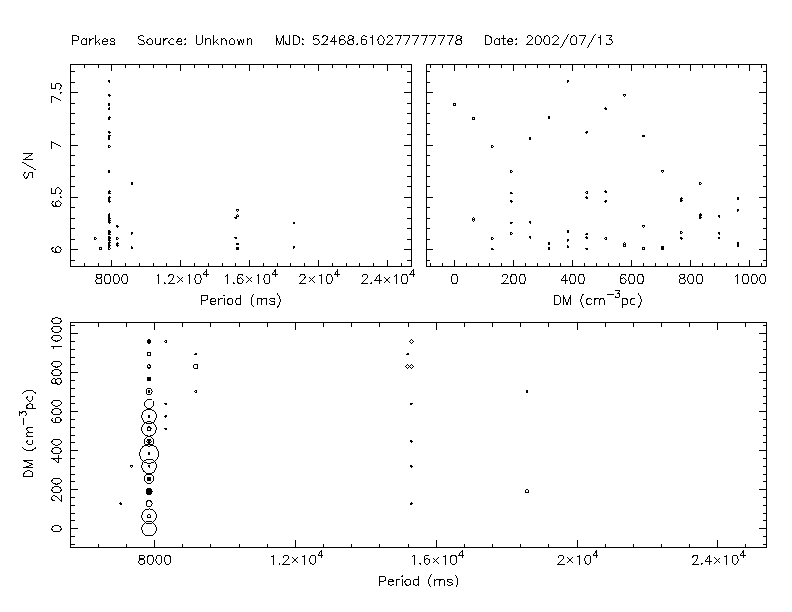 Parkes Source: Unknown MJD: 52468.610277777778 Date: 2002/07/13
S/N
7.5
7
6.5
6
8000 1.2×10⁴ 1.6×10⁴ 2×10⁴ 2.4×10⁴
Period (ms)
0 200 400 600 800 1000
DM (cm⁻³pc)
DM (cm⁻³pc)
1000
800
600
400
200
0
8000 1.2×10⁴ 1.6×10⁴ 2×10⁴ 2.4×10⁴
Period (ms)